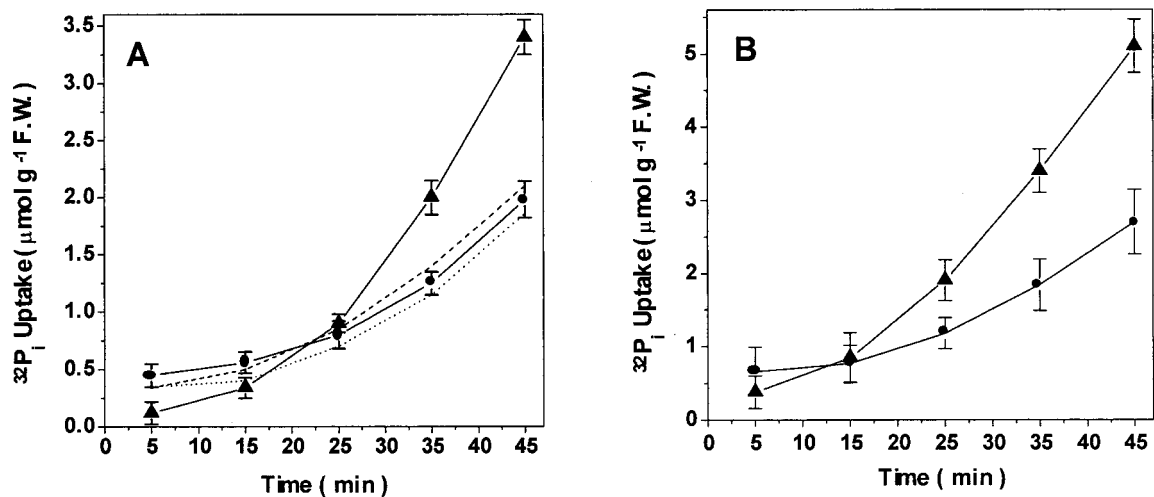 A
³²Pᵢ Uptake ( μmol g ⁻¹ F.W. )
3.5
3.0
2.5
2.0
1.5
1.0
0.5
0.0
0 5 10 15 20 25 30 35 40 45
Time ( min )
B
³²Pᵢ Uptake ( μmol g ⁻¹ F.W. )
5
4
3
2
1
0
0 5 10 15 20 25 30 35 40 45
Time ( min )